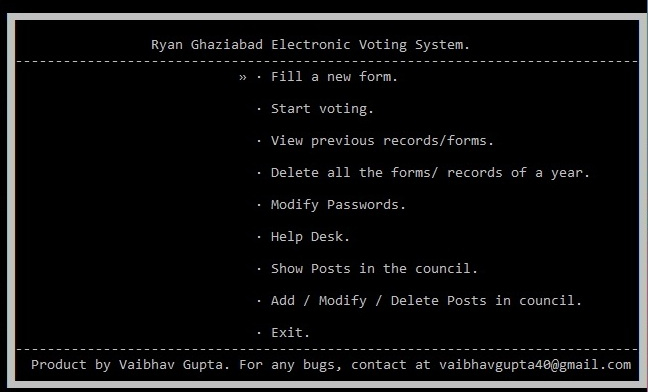 Ryan Ghaziabad Electronic Voting System.
» · Fill a new form.
· Start voting.
· View previous records/forms.
· Delete all the forms/ records of a year.
· Modify Passwords.
· Help Desk.
· Show Posts in the council.
· Add / Modify / Delete Posts in council.
· Exit.
Product by Vaibhav Gupta. For any bugs, contact at vaibhavgupta40@gmail.com